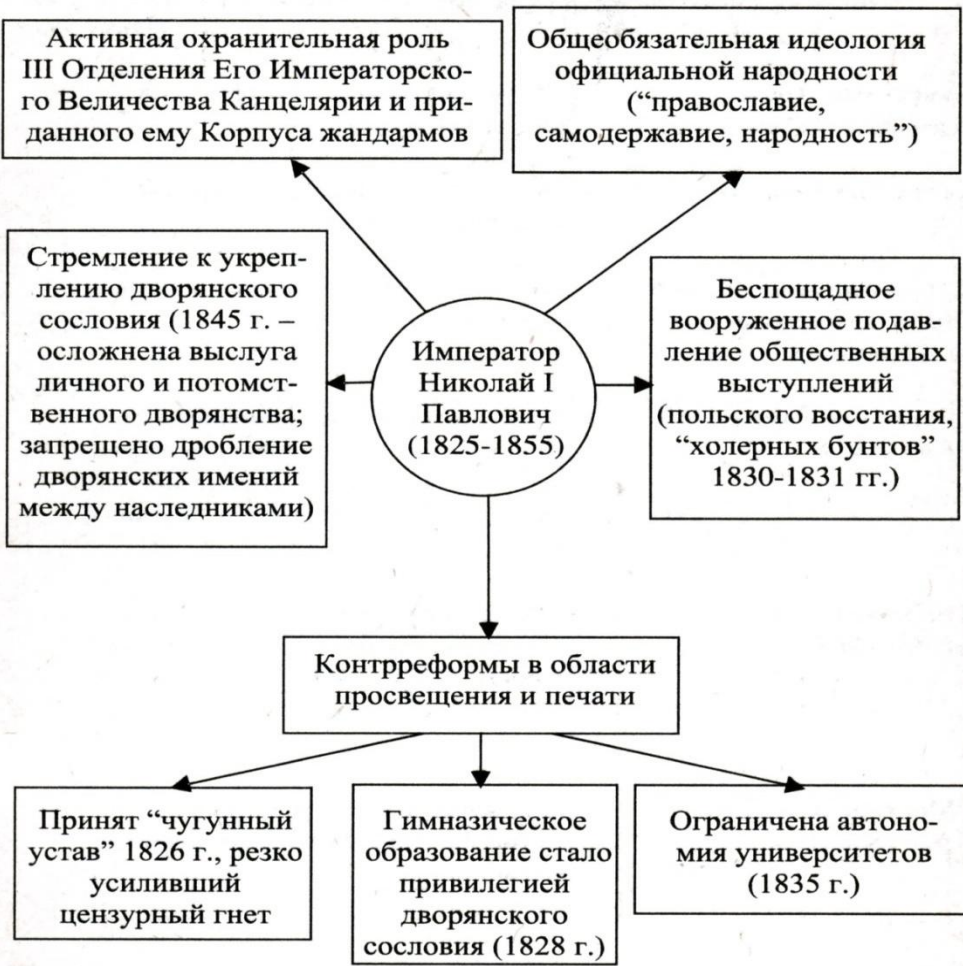 Активная охранительная роль
III Отделения Его Императорско-
го Величества Канцелярии и при-
данного ему Корпуса жандармов
Общеобязательная идеология
официальной народности
(“православие,
самодержавие, народность”)
Стремление к укреп-
лению дворянского
сословия (1845 г. –
осложнена выслуга
личного и потомст-
венного дворянства;
запрещено дробление
дворянских имений
между наследниками)
Император
Николай I
Павлович
(1825-1855)
Беспощадное
вооруженное подав-
ление общественных
выступлений
(польского восстания,
“холерных бунтов”
1830-1831 гг.)
Контрреформы в области
просвещения и печати
Принят “чугунный
устав” 1826 г., резко
усиливший
цензурный гнет
Гимназическое
образование стало
привилегией
дворянского
сословия (1828 г.)
Ограничена автоно-
мия университетов
(1835 г.)